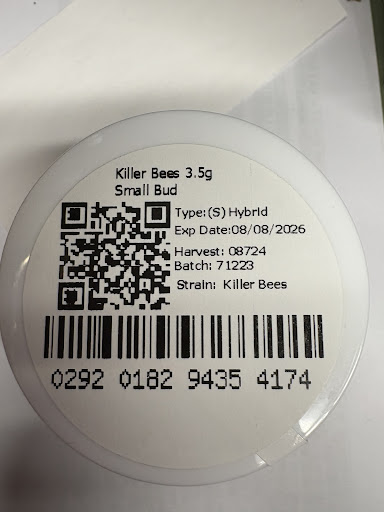 Killer Bees 3.5g
Small Bud
Type:(S) Hybrid
Exp Date:08/08/2026
Harvest: 08724
Batch: 71223
Strain: Killer Bees
0292 0182 9435 4174